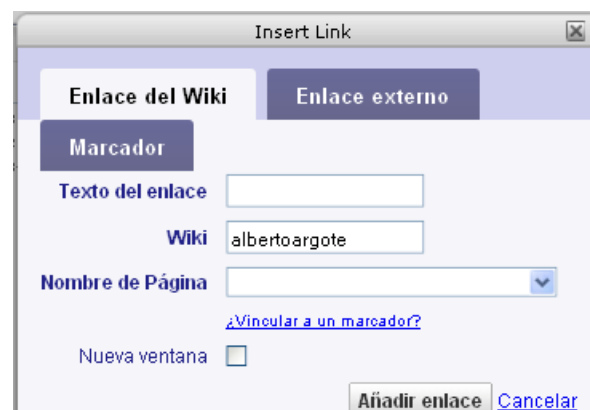 Insert Link
Enlace del Wiki
Enlace externo
Marcador
Texto del enlace
Wiki albertoargote
Nombre de Página
¿Vincular a un marcador?
Nueva ventana
Añadir enlace Cancelar